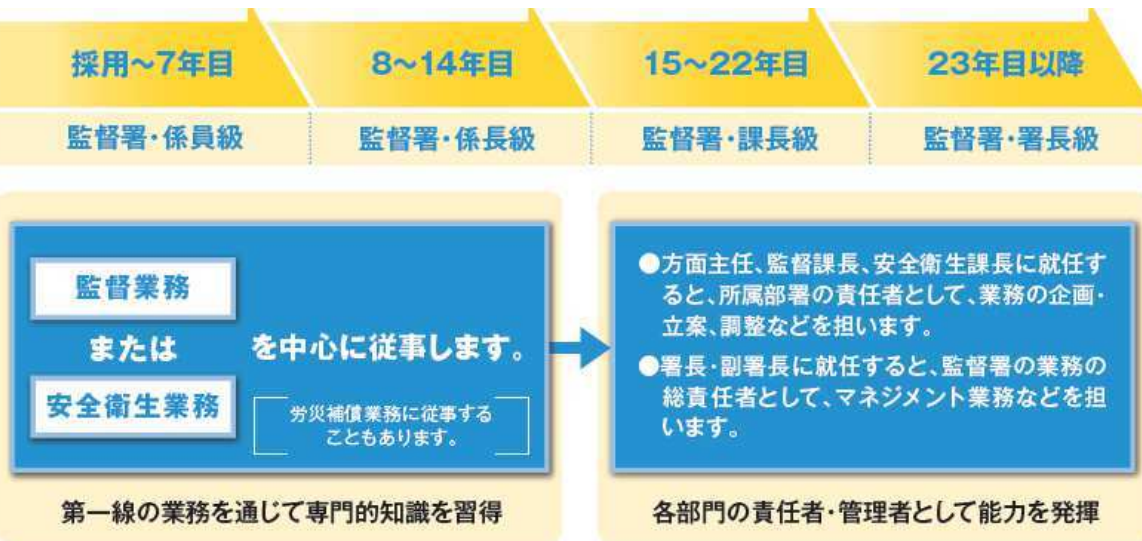 採用～7年目
8～14年目
15～22年目
23年目以降
監督署・係員級
監督署・係長級
監督署・課長級
監督署・署長級
監督業務
または
安全衛生業務
を中心に従事します。
労災補償業務に従事する
こともあります。
第一線の業務を通じて専門的知識を習得
●方面主任、監督課長、安全衛生課長に就任す
ると、所属部署の責任者として、業務の企画・
立案、調整などを担います。
●署長・副署長に就任すると、監督署の業務の
総責任者として、マネジメント業務などを担
います。
各部門の責任者・管理者として能力を発揮